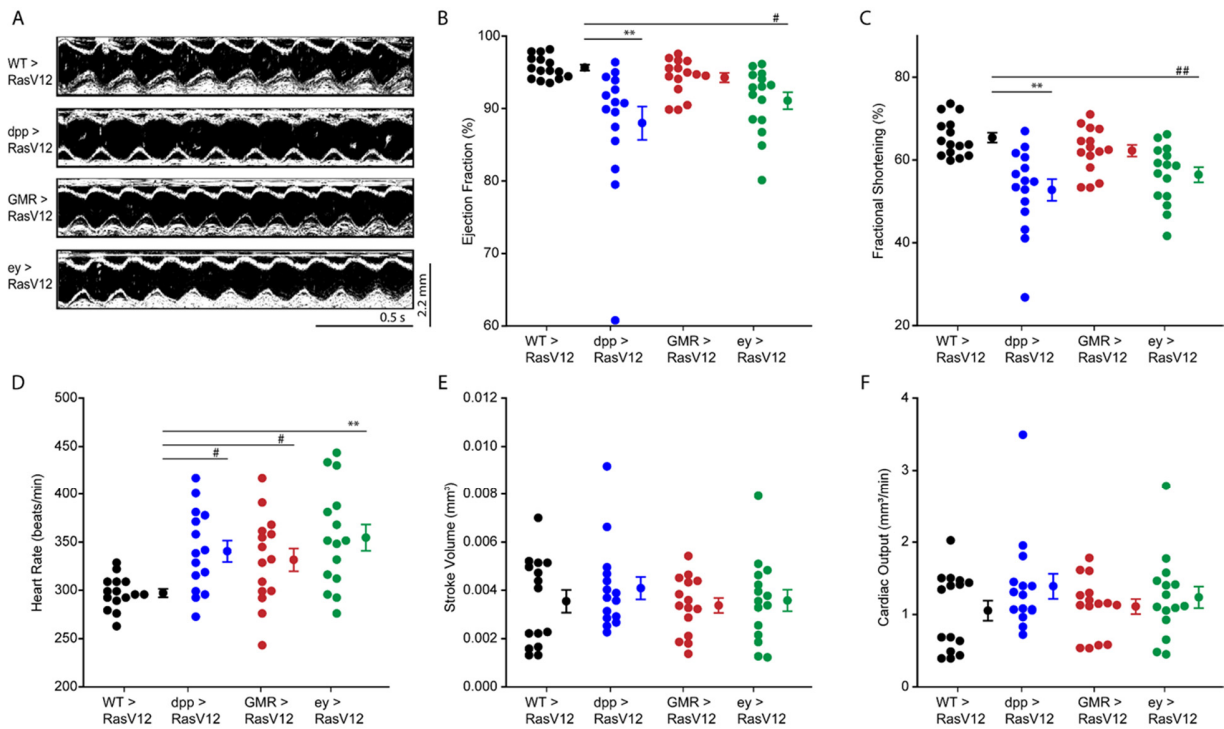 A
WT >
RasV12
dpp >
RasV12
GMR >
RasV12
ey >
RasV12
0.5 s
2.2 mm
B
Ejection Fraction (%)
100
90
80
90
60
#
**
WT >
RasV12
dpp >
RasV12
GMR >
RasV12
ey >
RasV12
C
Fractional Shortening (%)
80
60
40
20
##
**
WT >
RasV12
dpp >
RasV12
GMR >
RasV12
ey >
RasV12
D
Heart Rate (beats/min)
500
450
400
350
300
250
200
**
#
#
WT >
RasV12
dpp >
RasV12
GMR >
RasV12
ey >
RasV12
E
Stroke Volume (mm³)
0.012
0.010
0.008
0.006
0.004
0.002
0.000
WT >
RasV12
dpp >
RasV12
GMR >
RasV12
ey >
RasV12
F
Cardiac Output (mm³/min)
4
3
2
1
0
WT >
RasV12
dpp >
RasV12
GMR >
RasV12
ey >
RasV12